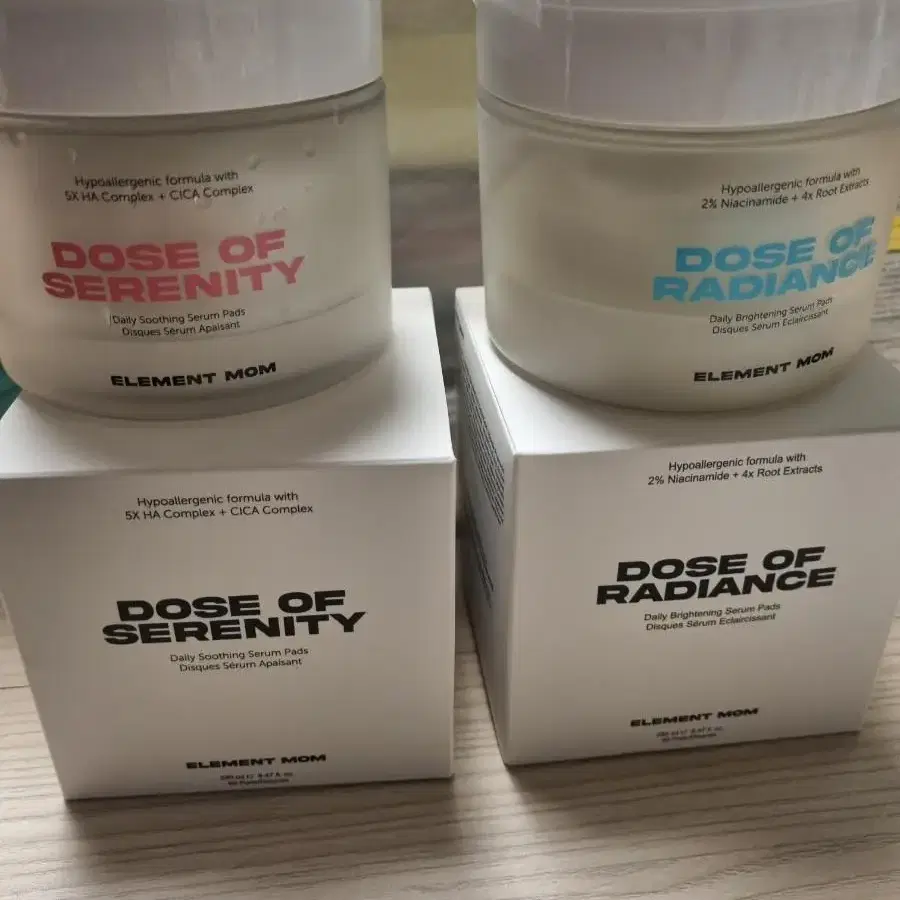 Hypoallergenic formula with
5X HA Complex + CICA Complex
DOSE OF
SERENITY
Daily Soothing Serum Pads
Disques Sérum Apaisant
ELEMENT MOM
Hypoallergenic formula with
2% Niacinamide + 4x Root Extracts
DOSE OF
RADIANCE
Daily Brightening Serum Pads
Disques Sérum Eclaircissant
ELEMENT MOM
Hypoallergenic formula with
5X HA Complex + CICA Complex
DOSE OF
SERENITY
Daily Soothing Serum Pads
Disques Sérum Apaisant
ELEMENT MOM
Hypoallergenic formula with
2% Niacinamide + 4x Root Extracts
DOSE OF
RADIANCE
Daily Brightening Serum Pads
Disques Sérum Eclaircissant
ELEMENT MOM